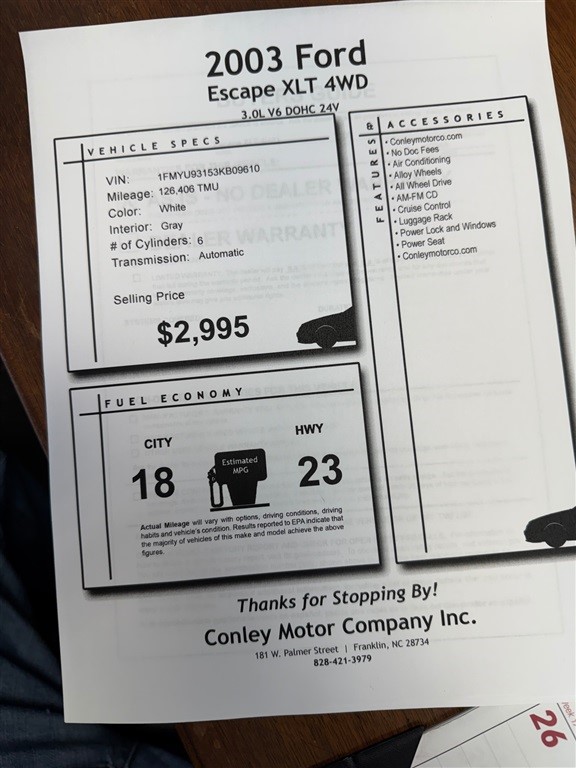 2003 Ford
Escape XLT 4WD
3.0L V6 DOHC 24V
VEHICLE SPECS
VIN: 1FMYU93153KB09610
Mileage: 126,406 TMU
Color: White
Interior: Gray
# of Cylinders: 6
Transmission: Automatic
Selling Price
$2,995
FEATURES & ACCESSORIES
• Conleymotorco.com
• No Doc Fees
• Air Conditioning
• Alloy Wheels
• All Wheel Drive
• AM-FM CD
• Cruise Control
• Luggage Rack
• Power Lock and Windows
• Power Seat
• Conleymotorco.com
FUEL ECONOMY
CITY
HWY
18
Estimated
MPG
23
Actual Mileage will vary with options, driving conditions, driving
habits and vehicle's condition. Results reported to EPA indicate that
the majority of vehicles of this make and model achieve the above
figures.
Thanks for Stopping By!
Conley Motor Company Inc.
181 W. Palmer Street | Franklin, NC 28734
828-421-3979
26